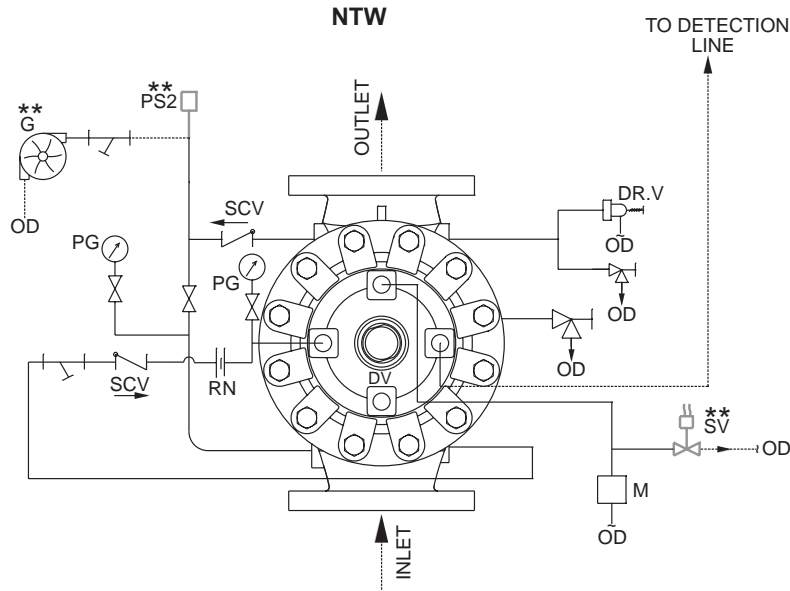 NTW
TO DETECTION
LINE
**
PS2
**
G
OUTLET
SCV
DR.V
OD
OD
PG
PG
OD
OD
DV
SCV
RN
**
SV
OD
M
OD
INLET